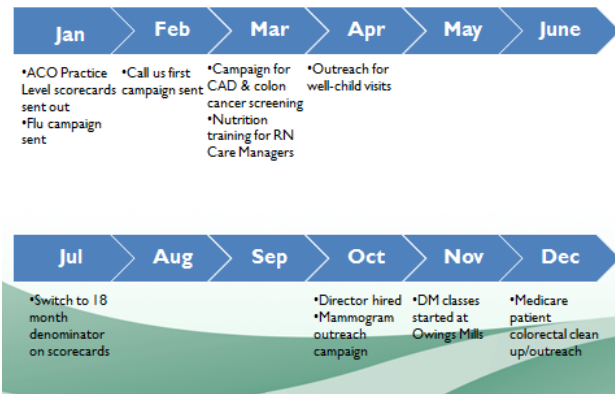 Jan
Feb
Mar
Apr
May
June
•ACO Practice
Level scorecards
sent out
•Flu campaign
sent
•Call us first
campaign sent
•Campaign for
CAD & colon
cancer screening
•Nutrition
training for RN
Care Managers
•Outreach for
well-child visits
Jul
Aug
Sep
Oct
Nov
Dec
•Switch to 18
month
denominator
on scorecards
•Director hired
•Mammogram
outreach
campaign
•DM classes
started at
Owings Mills
•Medicare
patient
colorectal clean
up/outreach